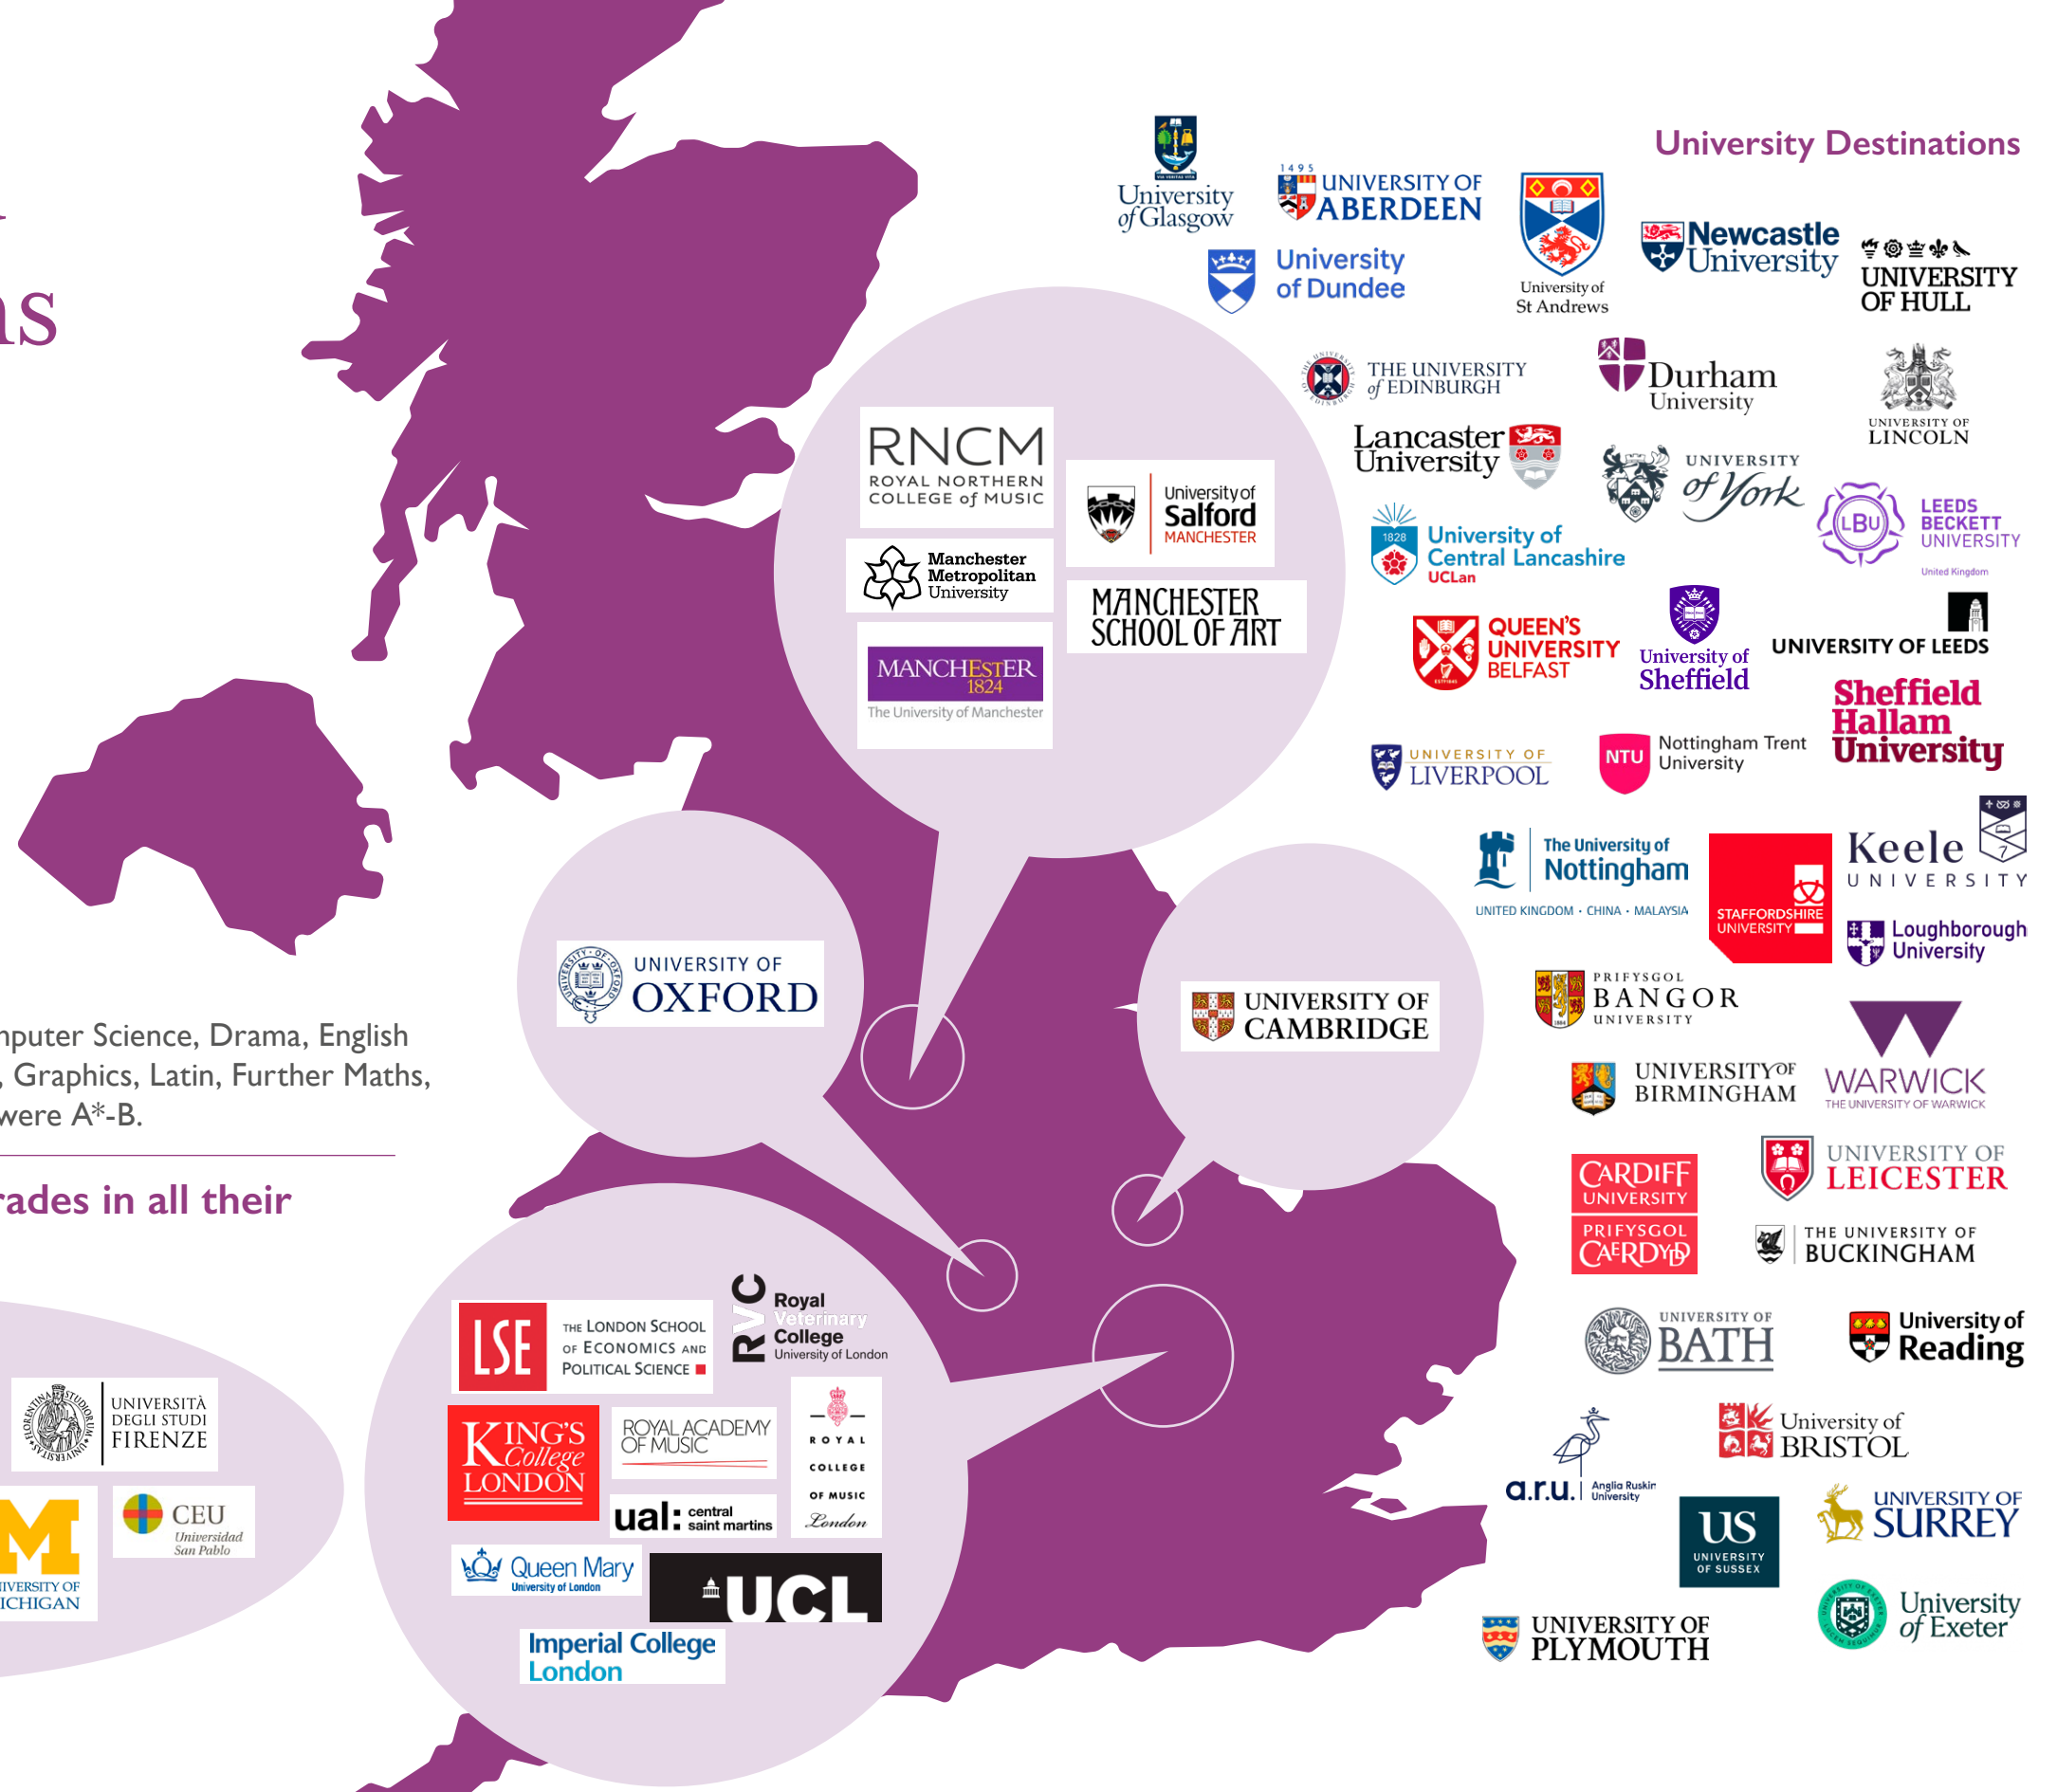 University Destinations
ns
University
of Glasgow
1495
UNIVERSITY OF
ABERDEEN
University of
St Andrews
Newcastle
University
UNIVERSITY
OF HULL
University
of Dundee
THE UNIVERSITY
of EDINBURGH
Durham
University
UNIVERSITY OF
LINCOLN
Lancaster
University
UNIVERSITY
of York
LBU
LEEDS
BECKETT
UNIVERSITY
United Kingdom
1828
University of
Central Lancashire
UCLan
QUEEN'S
UNIVERSITY
BELFAST
University of
Sheffield
UNIVERSITY OF LEEDS
Sheffield
Hallam
University
UNIVERSITY OF
LIVERPOOL
NTU
Nottingham Trent
University
The University of
Nottingham
UNITED KINGDOM · CHINA · MALAYSIA
STAFFORDSHIRE
UNIVERSITY
Keele
UNIVERSITY
Loughborough
University
PRIFYSGOL
BANGOR
UNIVERSITY
WARWICK
THE UNIVERSITY OF WARWICK
UNIVERSITY OF
BIRMINGHAM
CARDIFF
UNIVERSITY
PRIFYSGOL
CAERDYDD
UNIVERSITY OF
LEICESTER
THE UNIVERSITY OF
BUCKINGHAM
UNIVERSITY OF
BATH
University of
Reading
a.r.u.
Anglia Ruskin
University
University of
BRISTOL
US
UNIVERSITY
OF SUSSEX
UNIVERSITY OF
SURREY
UNIVERSITY OF
PLYMOUTH
University
of Exeter
RNCM
ROYAL NORTHERN
COLLEGE of MUSIC
University of
Salford
MANCHESTER
Manchester
Metropolitan
University
MANCHESTER
SCHOOL OF ART
MANCHESTER
1824
The University of Manchester
UNIVERSITY OF
OXFORD
UNIVERSITY OF
CAMBRIDGE
mputer Science, Drama, English
, Graphics, Latin, Further Maths,
were A*-B.
rades in all their
LSE
THE LONDON SCHOOL
OF ECONOMICS AND
POLITICAL SCIENCE
RVC
Royal
Veterinary
College
University of London
KING'S
College
LONDON
ROYAL ACADEMY
OF MUSIC
ROYAL
COLLEGE
OF MUSIC
London
ual: central
saint martins
Queen Mary
University of London
UCL
Imperial College
London
UNIVERSITÀ
DEGLI STUDI
FIRENZE
M
IVERSITY OF
ICHIGAN
CEU
Universidad
San Pablo